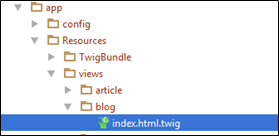 app
config
Resources
TwigBundle
views
article
blog
index.html.twig